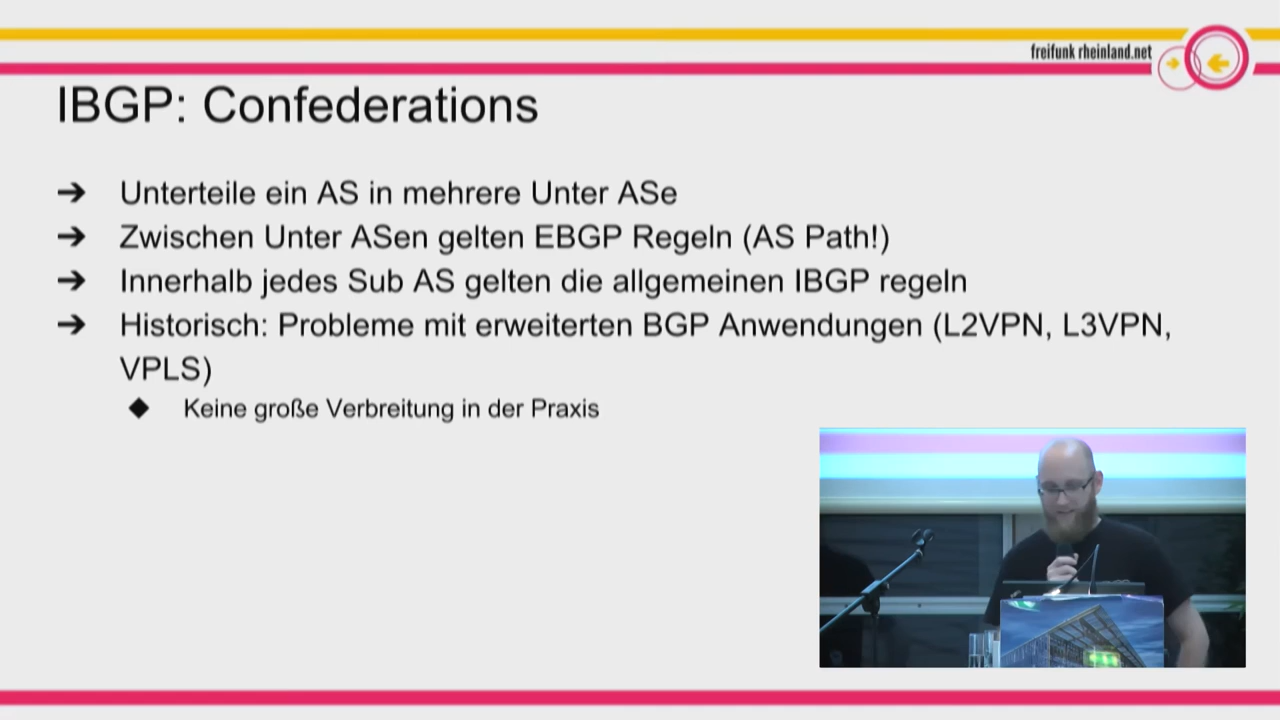 freifunk rheinland.net
IBGP: Confederations
➔ Unterteile ein AS in mehrere Unter ASe
➔ Zwischen Unter ASen gelten EBGP Regeln (AS Path!)
➔ Innerhalb jedes Sub AS gelten die allgemeinen IBGP regeln
➔ Historisch: Probleme mit erweiterten BGP Anwendungen (L2VPN, L3VPN,
VPLS)
◆ Keine große Verbreitung in der Praxis